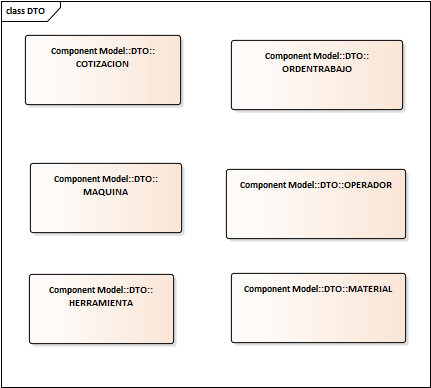 class DTO
Component Model::DTO::
COTIZACION
Component Model::DTO::
ORDENTRABAJO
Component Model::DTO::
MAQUINA
Component Model::DTO::OPERADOR
Component Model::DTO::
HERRAMIENTA
Component Model::DTO::MATERIAL